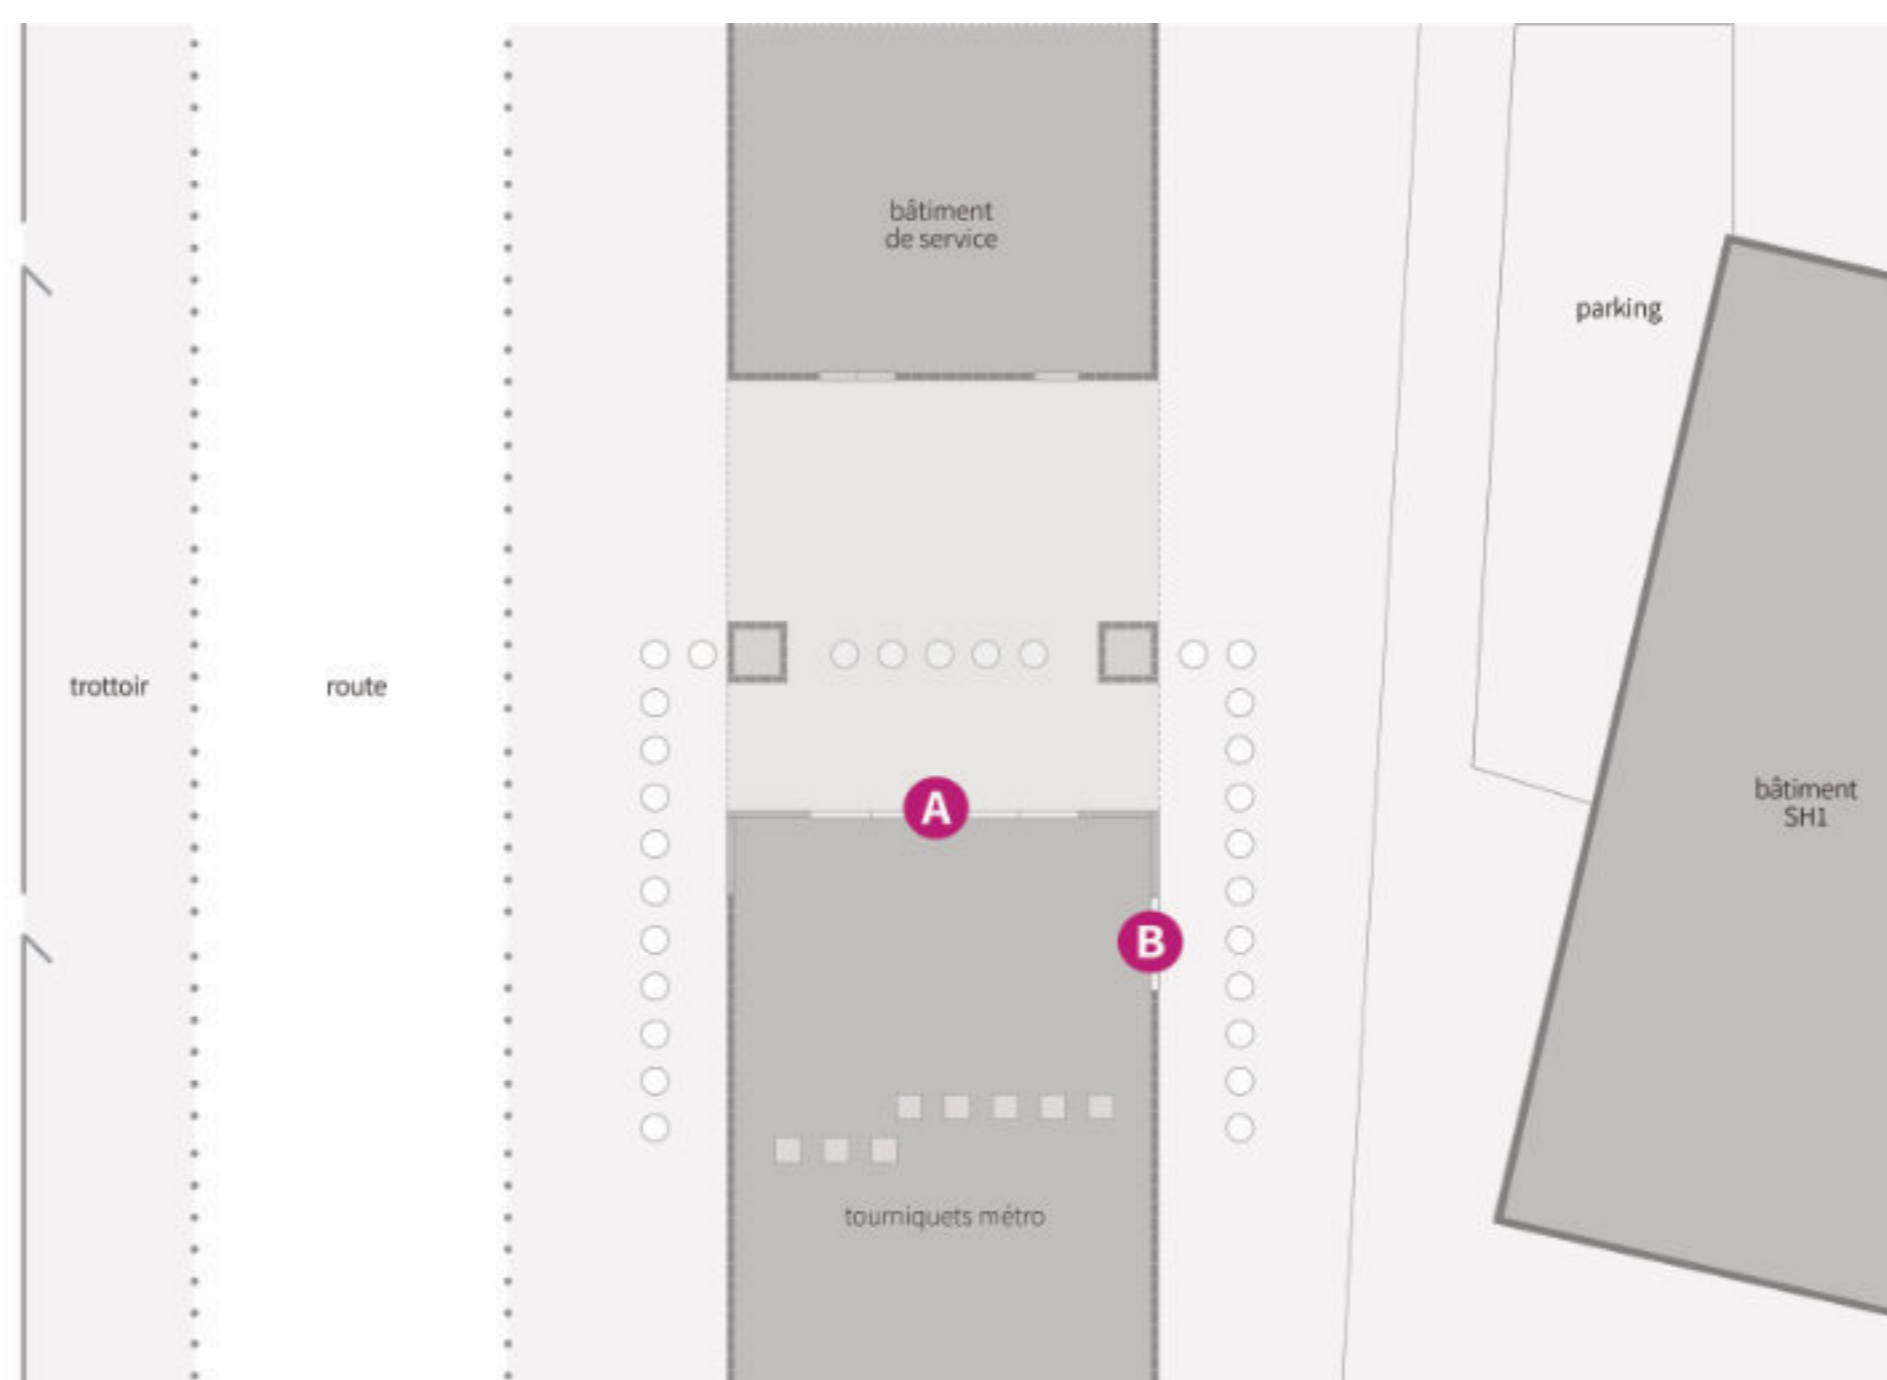 bâtiment
de service
parking
trottoir
route
bâtiment
SH1
A
B
tourniquets métro